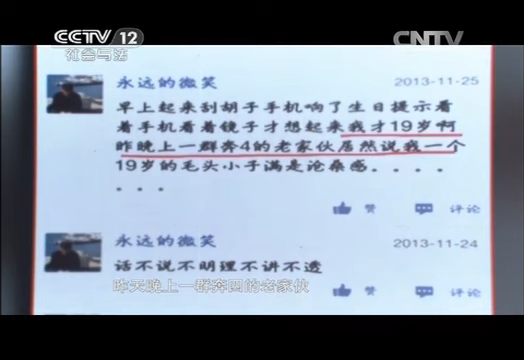 CCTV 12
社会与法
CNTV
永远的微笑
2013-11-25
早上起来刮胡子手机响了生日提示看
着手机看着镜子才想起来我才19岁啊
昨晚上一群奔4的老家伙居然说我一个
19岁的毛头小子满是沧桑感....
...
赞 评论
永远的微笑
2013-11-24
话不说不明理不讲不透
昨天晚上一群奔四的老家伙
赞 评论